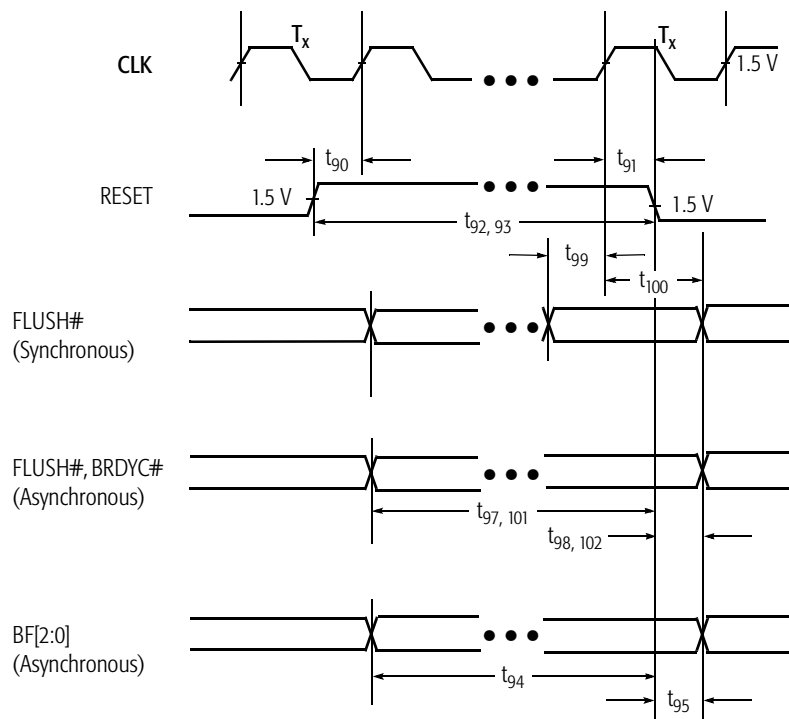 Tx
Tx
CLK
1.5 V
t90
t91
RESET
1.5 V
1.5 V
t92, 93
t99
t100
FLUSH#
(Synchronous)
FLUSH#, BRDYC#
(Asynchronous)
t97, 101
t98, 102
BF[2:0]
(Asynchronous)
t94
t95